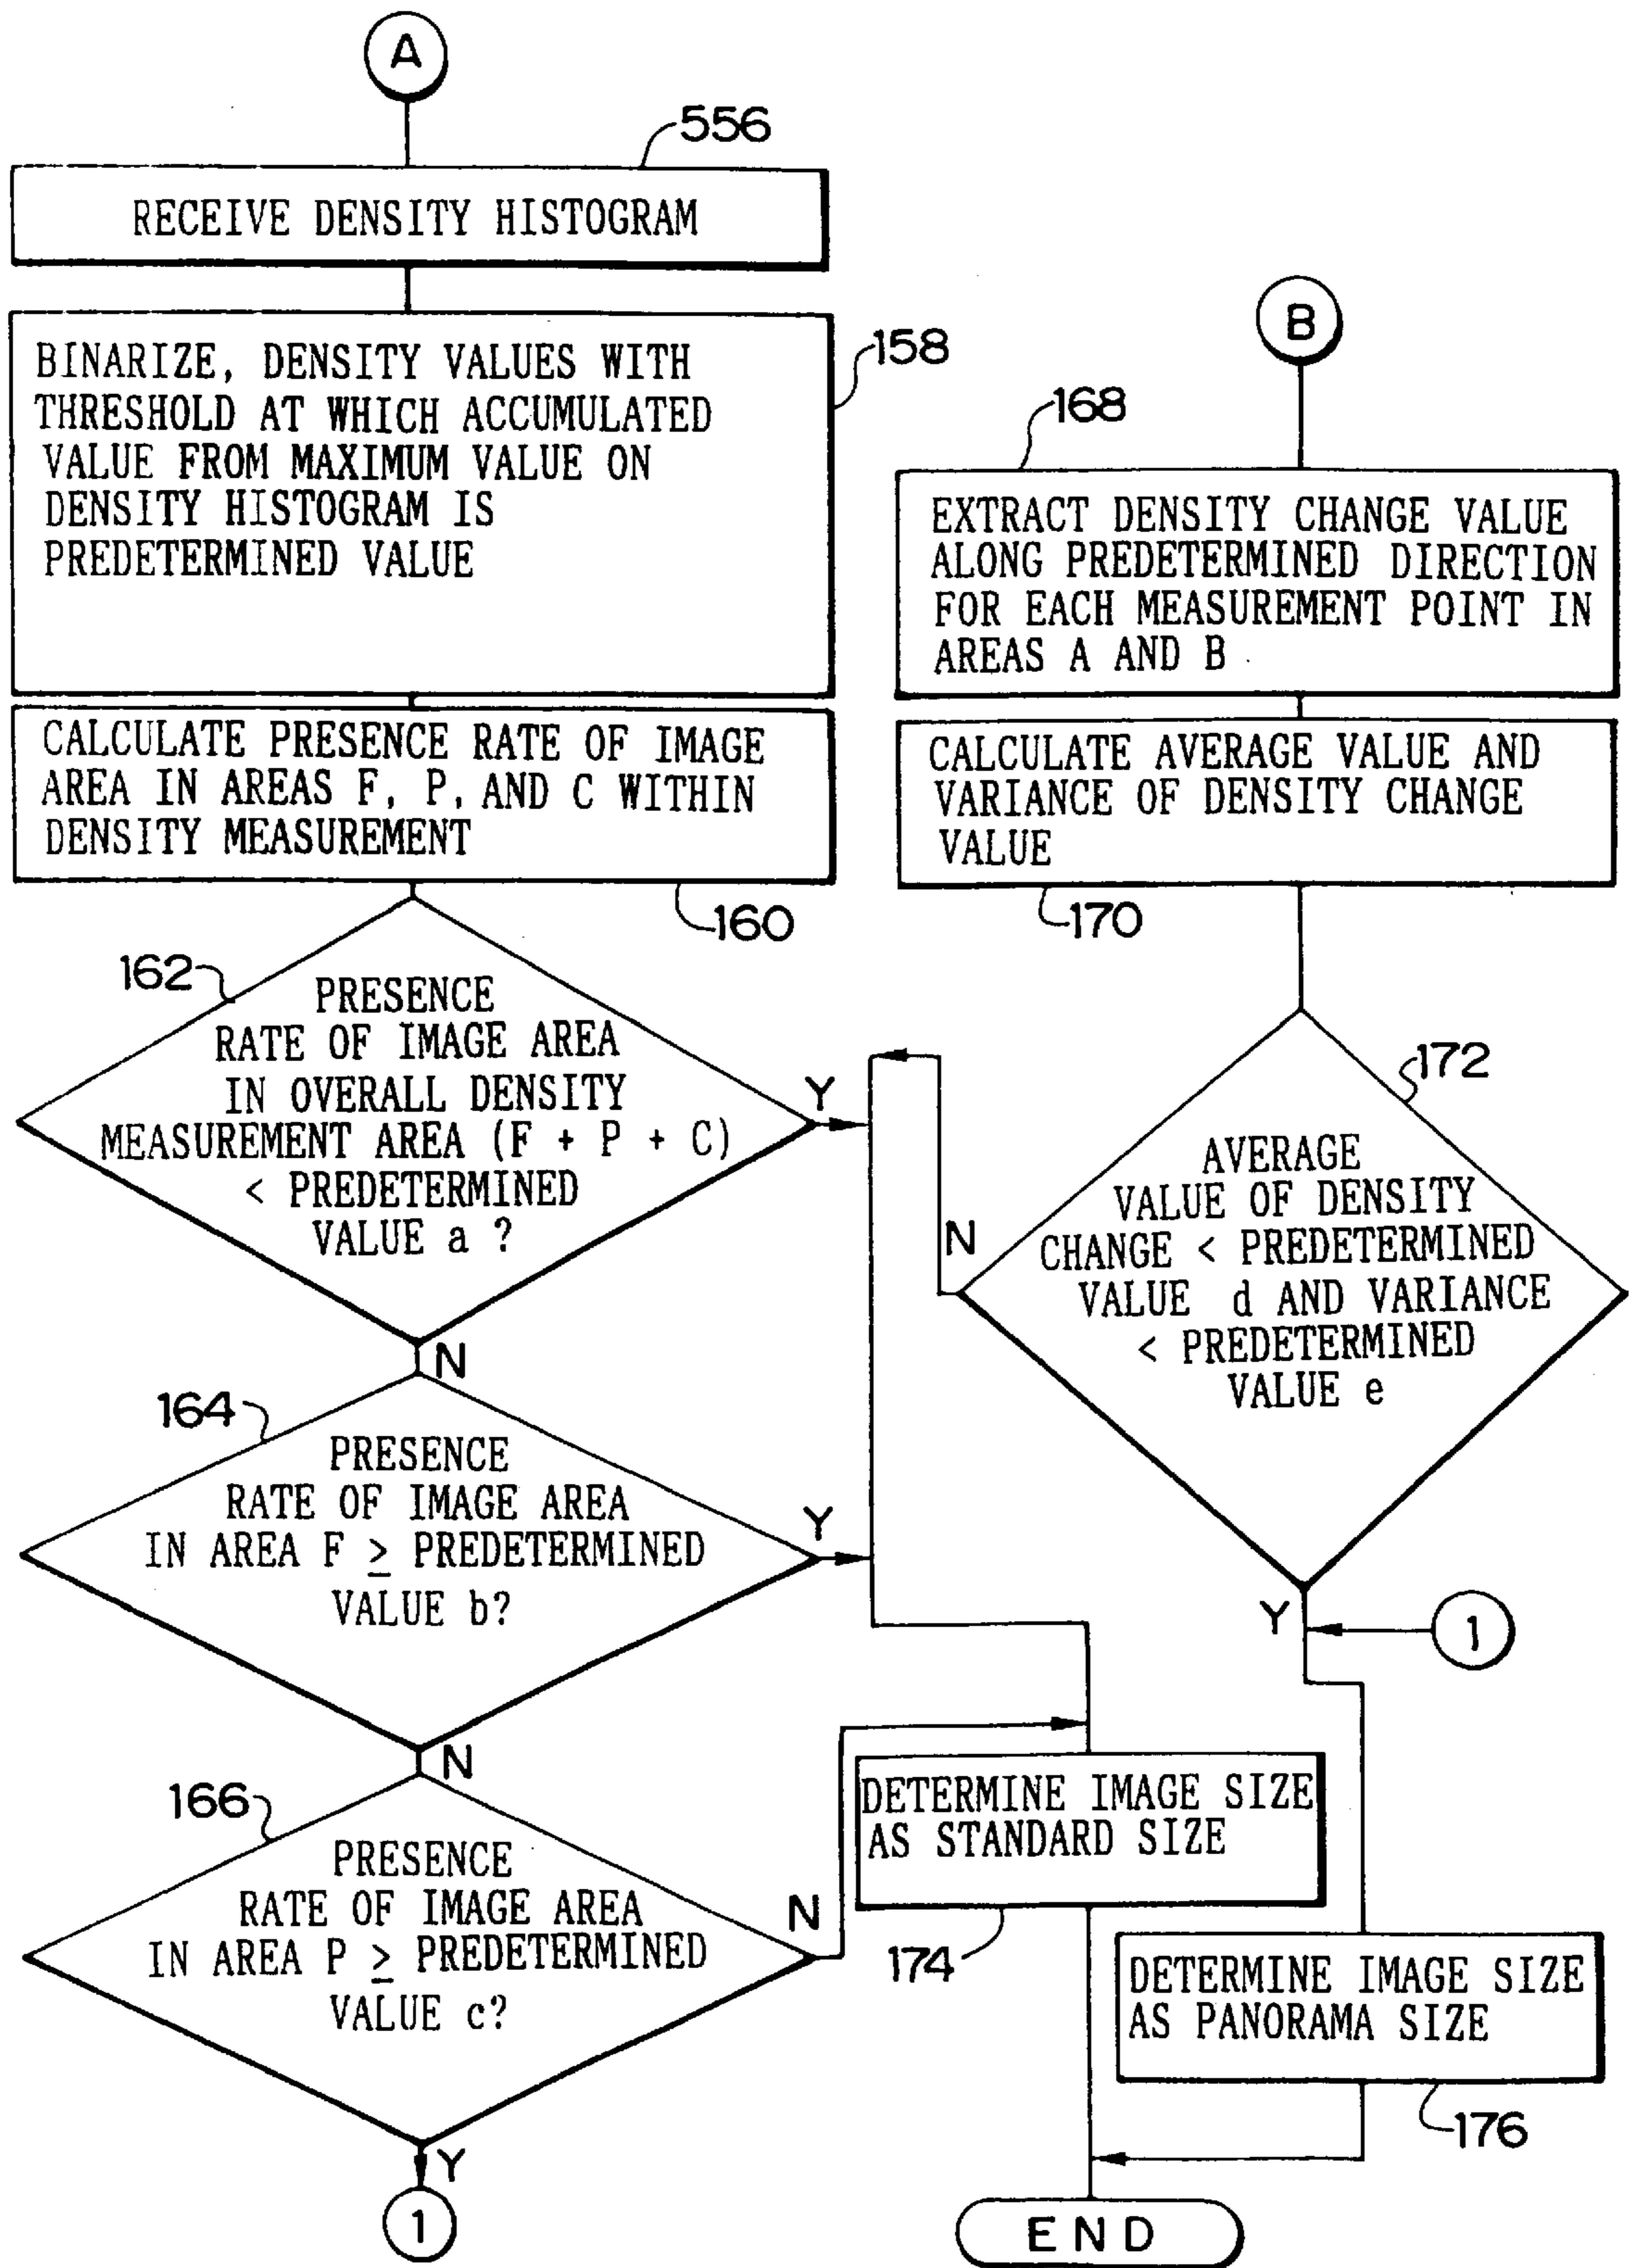 A
556
RECEIVE DENSITY HISTOGRAM
158
BINARIZE, DENSITY VALUES WITH
THRESHOLD AT WHICH ACCUMULATED
VALUE FROM MAXIMUM VALUE ON
DENSITY HISTOGRAM IS
PREDETERMINED VALUE
CALCULATE PRESENCE RATE OF IMAGE
AREA IN AREAS F, P, AND C WITHIN
DENSITY MEASUREMENT
160
162
PRESENCE
RATE OF IMAGE AREA
IN OVERALL DENSITY
MEASUREMENT AREA (F + P + C)
< PREDETERMINED
VALUE a ?
Y
N
164
PRESENCE
RATE OF IMAGE AREA
IN AREA F ≥ PREDETERMINED
VALUE b?
Y
N
166
PRESENCE
RATE OF IMAGE AREA
IN AREA P ≥ PREDETERMINED
VALUE c?
N
Y
1
B
168
EXTRACT DENSITY CHANGE VALUE
ALONG PREDETERMINED DIRECTION
FOR EACH MEASUREMENT POINT IN
AREAS A AND B
CALCULATE AVERAGE VALUE AND
VARIANCE OF DENSITY CHANGE
VALUE
170
172
AVERAGE
VALUE OF DENSITY
CHANGE < PREDETERMINED
VALUE d AND VARIANCE
< PREDETERMINED
VALUE e
N
Y
1
DETERMINE IMAGE SIZE
AS STANDARD SIZE
174
DETERMINE IMAGE SIZE
AS PANORAMA SIZE
176
END